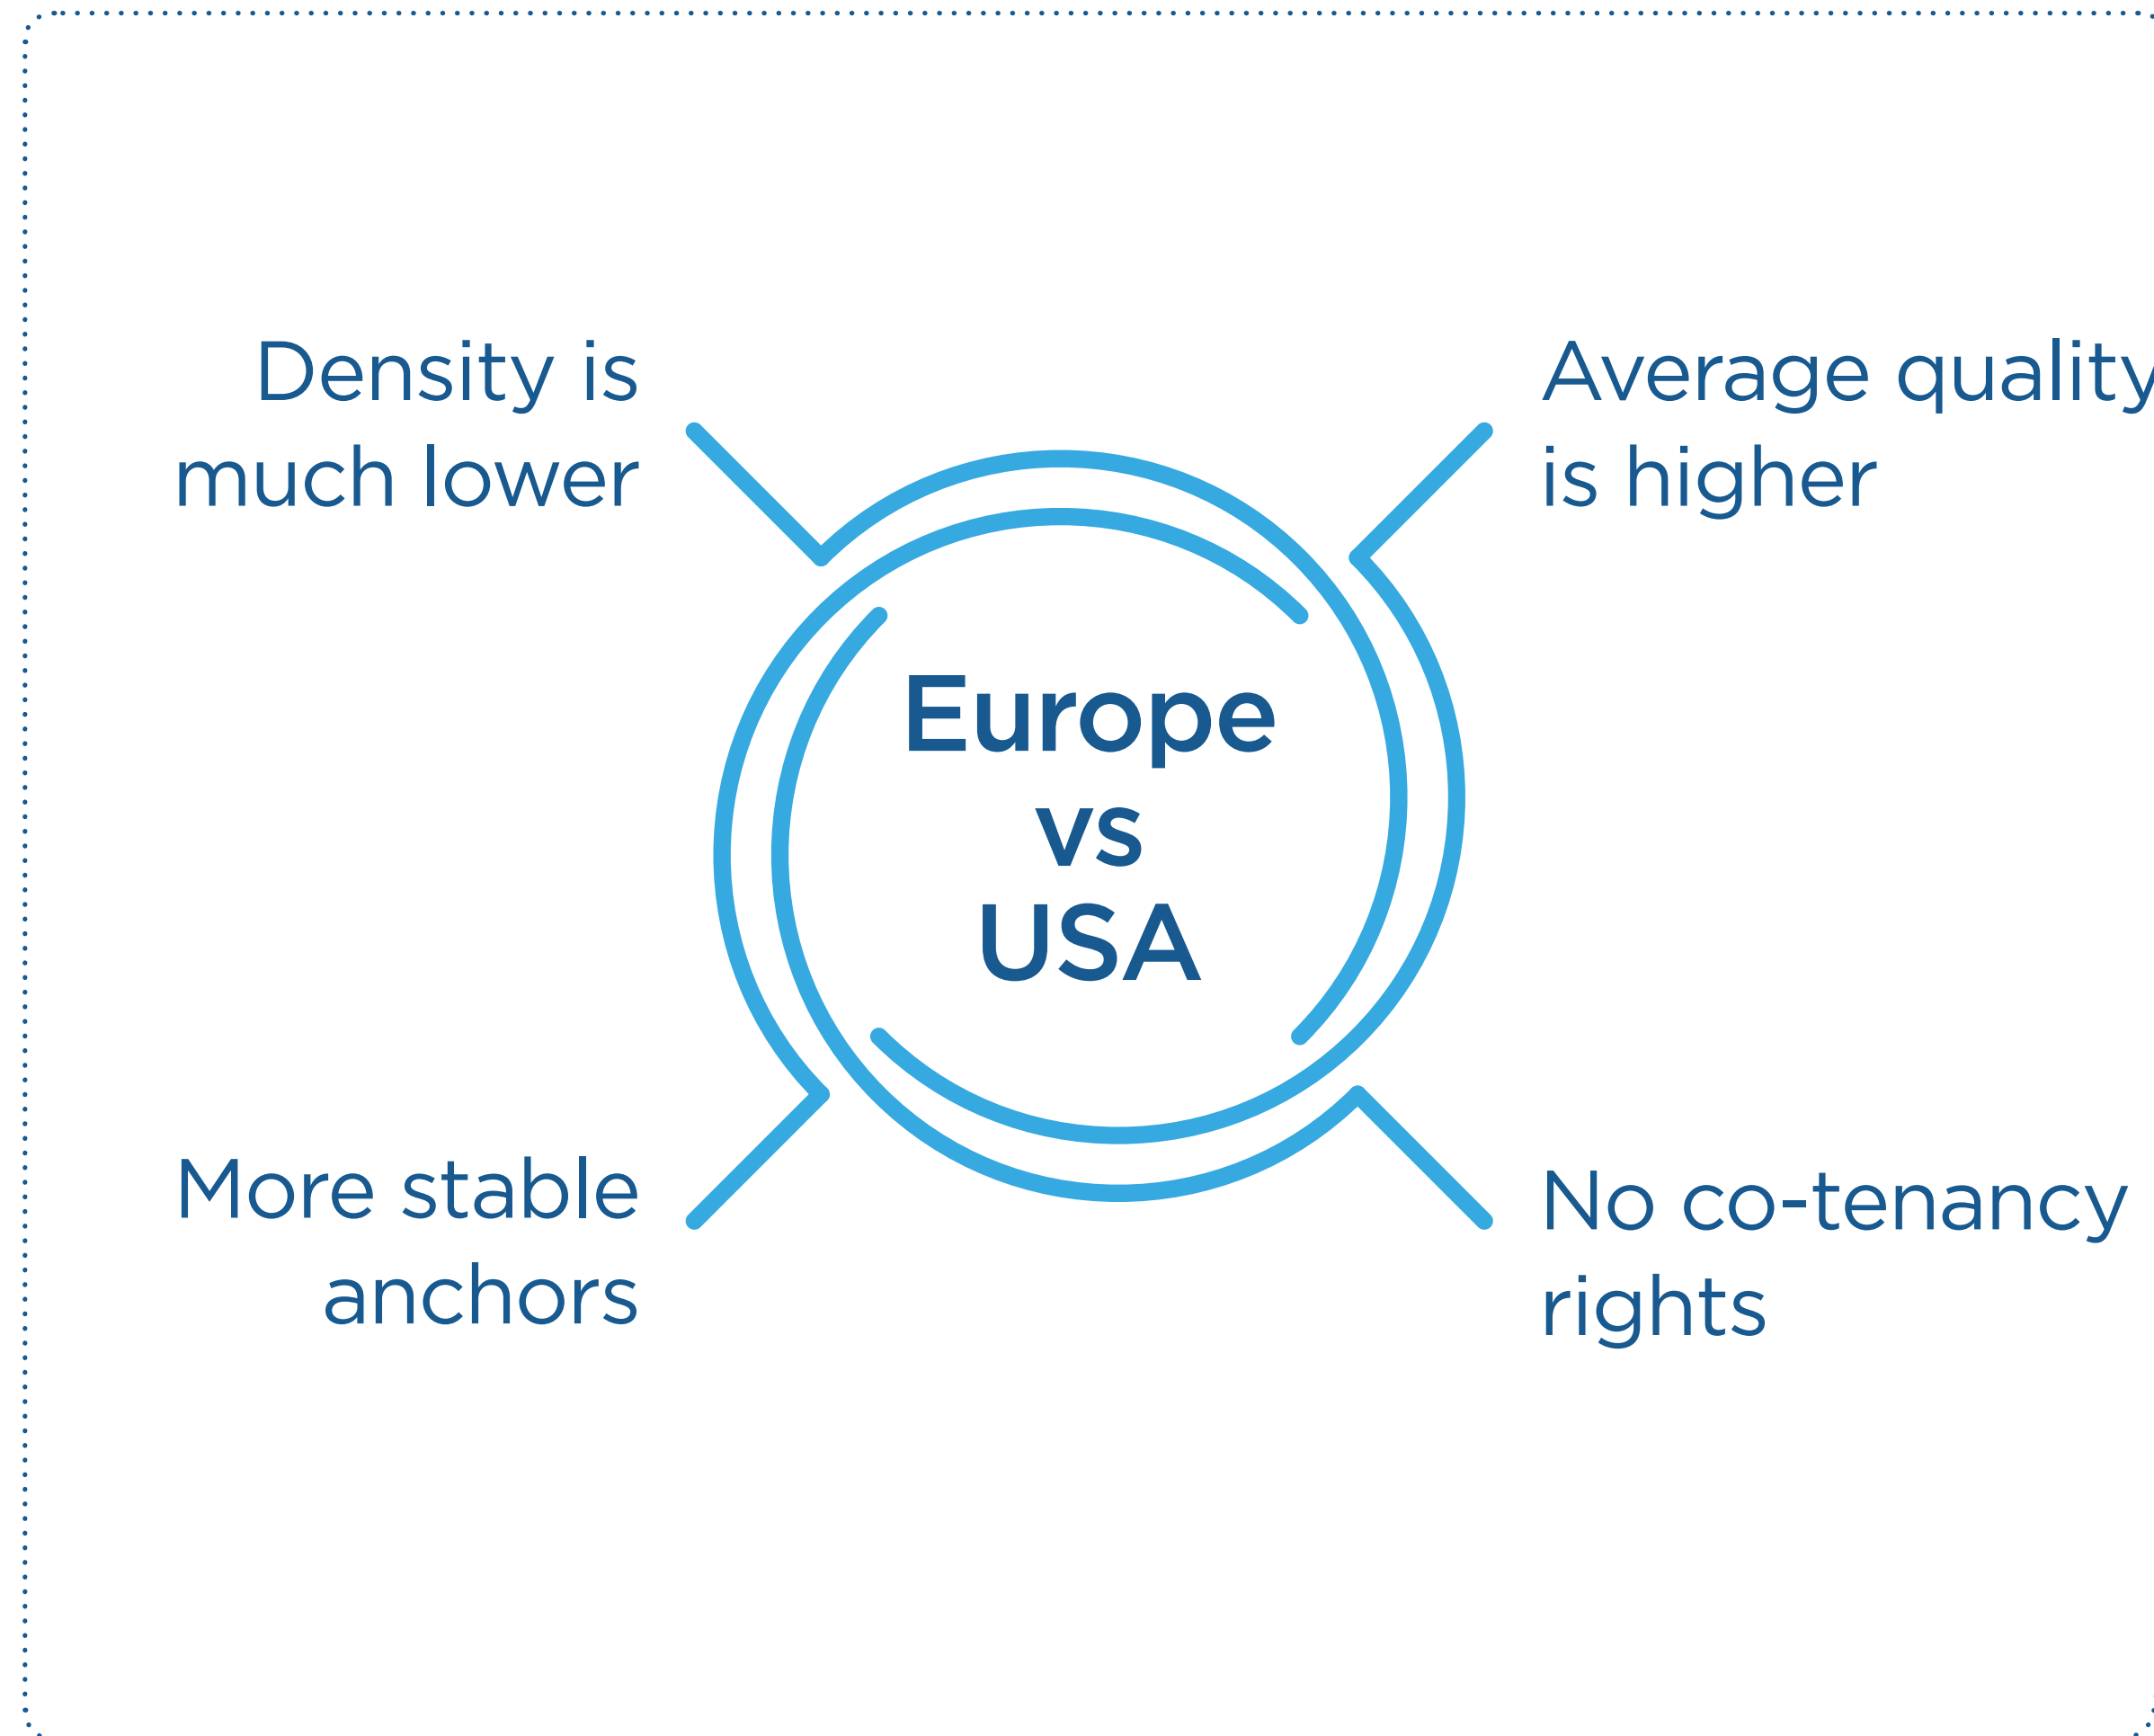 Density is
much lower
Average quality
is higher
Europe
vs
USA
More stable
anchors
No co-tenancy
rights